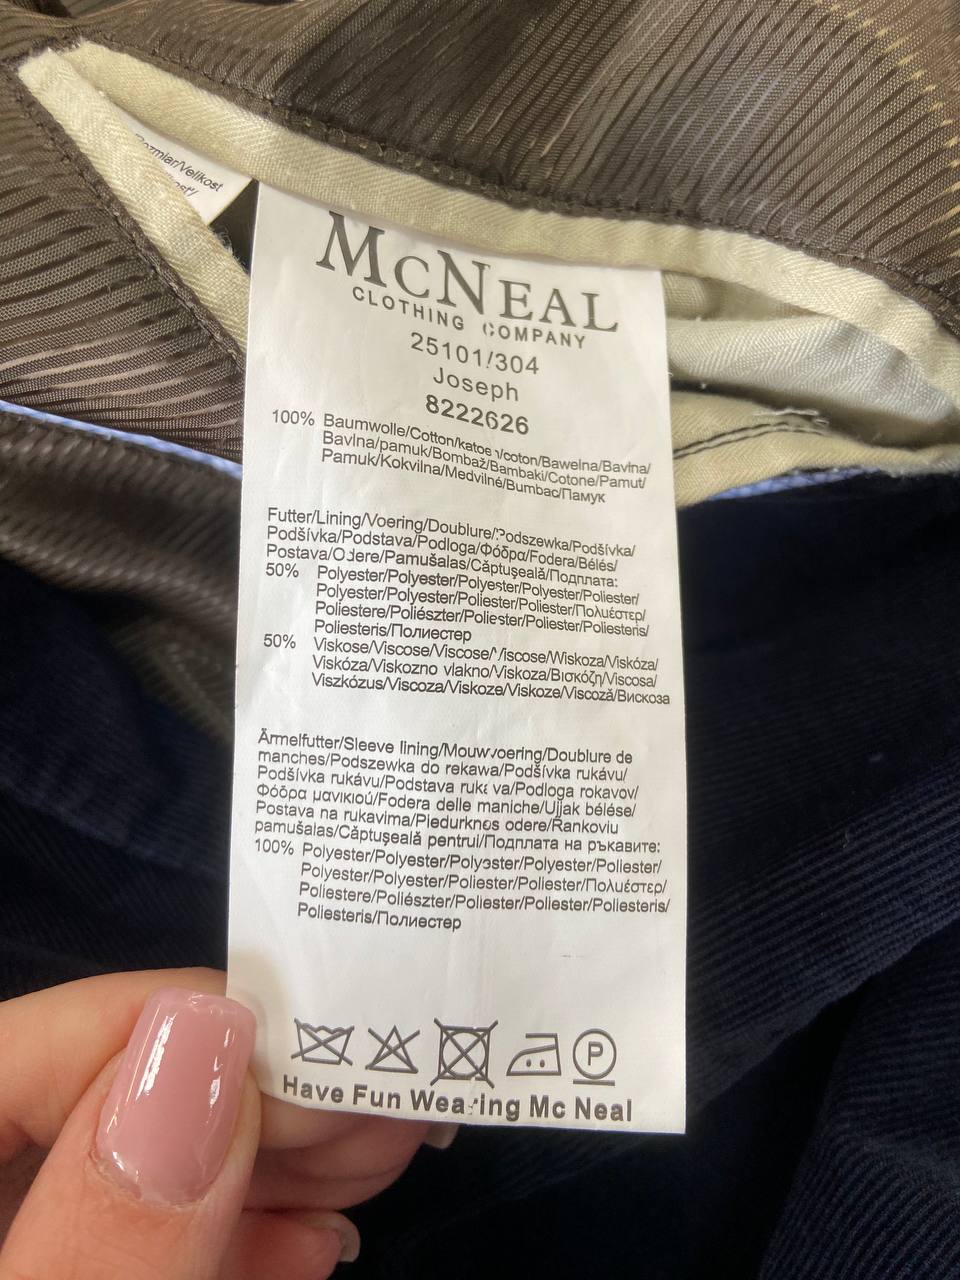 Rozmiar/Velikost
McNeal
CLOTHING COMPANY
25101/304
Joseph
8222626
100% Baumwolle/Cotton/katoen/coton/Bawełna/Bavlna/
Bavlna/pamuk/Bombaž/Bambaki/Cotone/Pamut/
Pamuk/Kokvilna/Medvilné/Bumbac/Памук
Futter/Lining/Voering/Doublure/Podszewka/Podšívka/
Podšívka/Podstava/Podloga/Φόδρα/Fodera/Bélés/
Postava/Odere/Pamušalas/Căptuşeală/Подплата:
50% Polyester/Polyester/Polyester/Polyester/Poliester/
Polyester/Polyester/Poliester/Poliester/Πολυέστερ/
Poliestere/Poliészter/Poliester/Poliester/Poliesteris/
Poliesteris/Полиестер
50% Viskose/Viscose/Viscose/Viscose/Wiskoza/Viskóza/
Viskóza/Viskozno vlakno/Viskoza/Βισκόζη/Viscosa/
Viszkózus/Viscoza/Viskoze/Viskoze/Viscoză/Вискоза
Ärmelfutter/Sleeve lining/Mouwvoering/Doublure de
manches/Podszewka do rekawa/Podšívka rukávu/
Podšívka rukávu/Podstava rukava/Podloga rokavov/
Φόδρα μανικιού/Fodera delle maniche/Ujjak bélése/
Postava na rukavima/Piedurknes odere/Rankoviu
pamušalas/Căptuşeală pentrui/Подплата на ръкавите:
100% Polyester/Polyester/Polyester/Polyester/Poliester/
Polyester/Polyester/Poliester/Poliester/Πολυέστερ/
Poliestere/Poliészter/Poliester/Poliester/Poliesteris/
Poliesteris/Полиестер
P
Have Fun Wearing Mc Neal